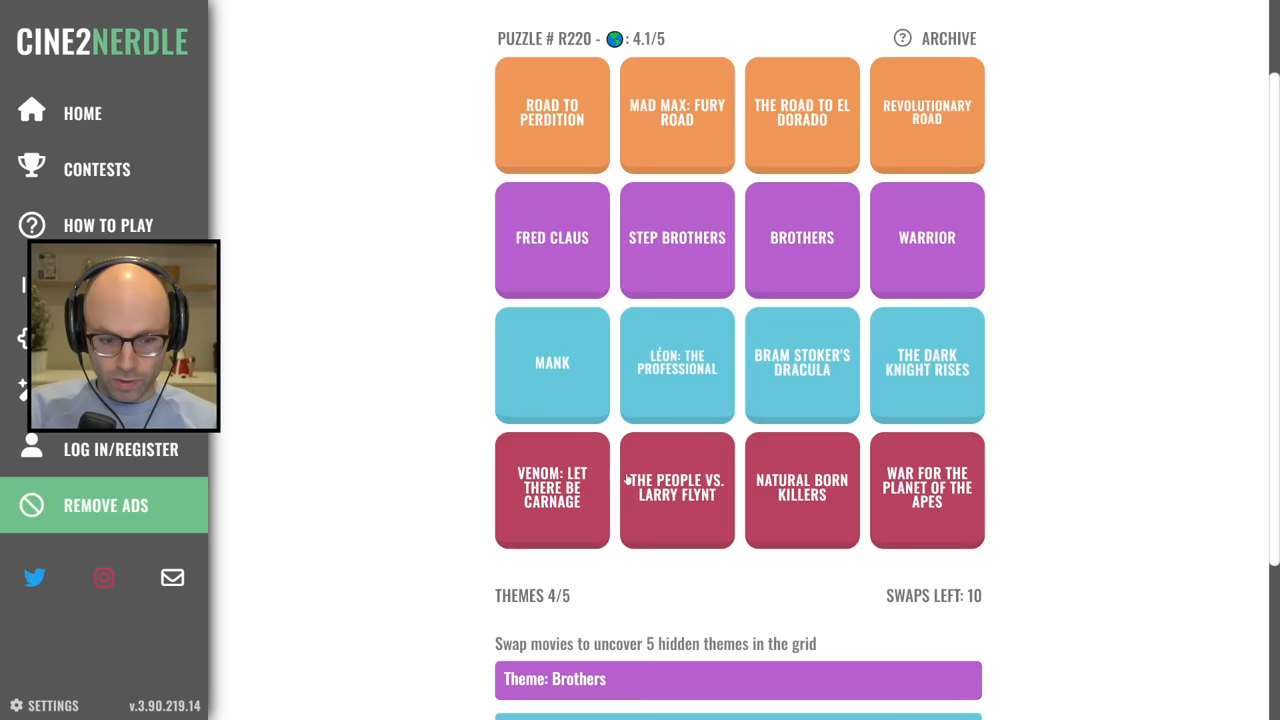 CINE2NERDLE
HOME
CONTESTS
HOW TO PLAY
LOG IN/REGISTER
REMOVE ADS
SETTINGS
v.3.90.219.14
PUZZLE # R220 - 🌎: 4.1/5
ARCHIVE
ROAD TO
PERDITION
MAD MAX: FURY
ROAD
THE ROAD TO EL
DORADO
REVOLUTIONARY
ROAD
FRED CLAUS
STEP BROTHERS
BROTHERS
WARRIOR
MANK
LÉON: THE
PROFESSIONAL
BRAM STOKER'S
DRACULA
THE DARK
KNIGHT RISES
VENOM: LET
THERE BE
CARNAGE
THE PEOPLE VS.
LARRY FLYNT
NATURAL BORN
KILLERS
WAR FOR THE
PLANET OF THE
APES
THEMES 4/5
SWAPS LEFT: 10
Swap movies to uncover 5 hidden themes in the grid
Theme: Brothers